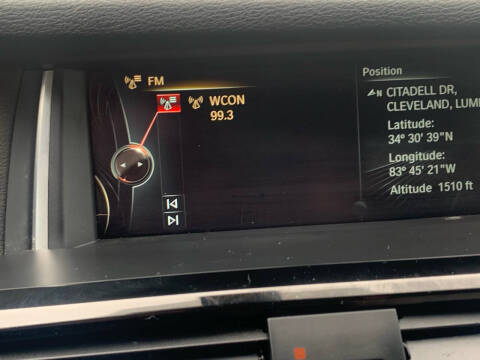 FM
WCON
99.3
Position
N CITADELL DR,
CLEVELAND, LUM
Latitude:
34° 30' 39"N
Longitude:
83° 45' 21"W
Altitude 1510 ft